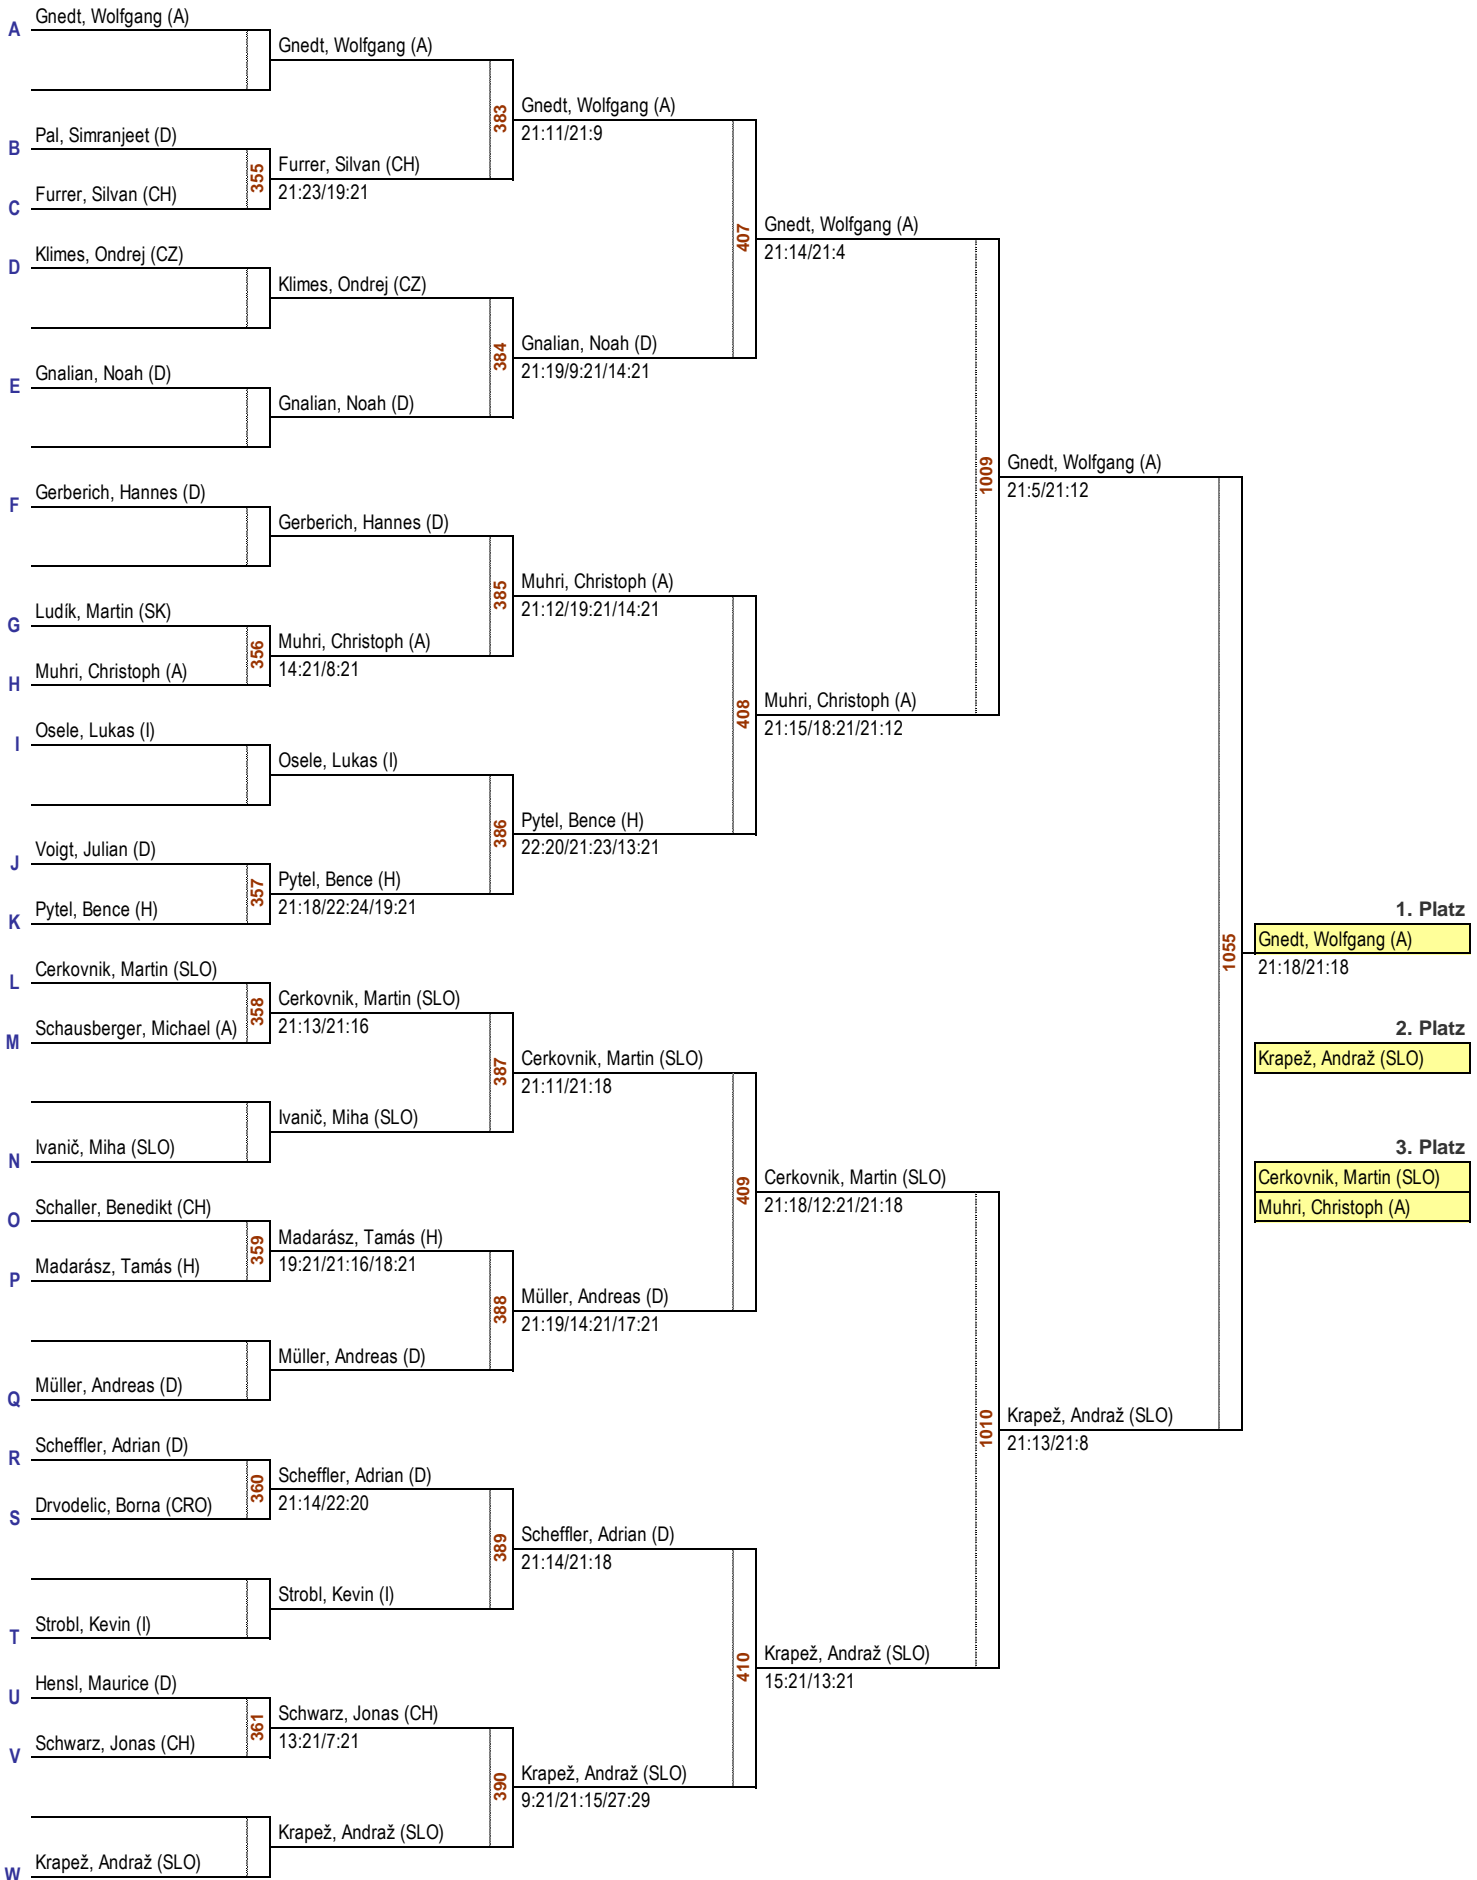 A
Gnedt, Wolfgang (A)
Gnedt, Wolfgang (A)
383
Gnedt, Wolfgang (A)
21:11/21:9
B
Pal, Simranjeet (D)
355
Furrer, Silvan (CH)
21:23/19:21
C
Furrer, Silvan (CH)
407
Gnedt, Wolfgang (A)
21:14/21:4
D
Klimes, Ondrej (CZ)
Klimes, Ondrej (CZ)
384
Gnalian, Noah (D)
21:19/9:21/14:21
E
Gnalian, Noah (D)
Gnalian, Noah (D)
1009
Gnedt, Wolfgang (A)
21:5/21:12
F
Gerberich, Hannes (D)
Gerberich, Hannes (D)
385
Muhri, Christoph (A)
21:12/19:21/14:21
G
Ludík, Martin (SK)
356
Muhri, Christoph (A)
14:21/8:21
H
Muhri, Christoph (A)
408
Muhri, Christoph (A)
21:15/18:21/21:12
I
Osele, Lukas (I)
Osele, Lukas (I)
386
Pytel, Bence (H)
22:20/21:23/13:21
J
Voigt, Julian (D)
357
Pytel, Bence (H)
21:18/22:24/19:21
K
Pytel, Bence (H)
1055
1. Platz
Gnedt, Wolfgang (A)
21:18/21:18
L
Cerkovnik, Martin (SLO)
358
Cerkovnik, Martin (SLO)
21:13/21:16
M
Schausberger, Michael (A)
2. Platz
Krapež, Andraž (SLO)
387
Cerkovnik, Martin (SLO)
21:11/21:18
Ivanič, Miha (SLO)
N
Ivanič, Miha (SLO)
3. Platz
Cerkovnik, Martin (SLO)
Muhri, Christoph (A)
409
Cerkovnik, Martin (SLO)
21:18/12:21/21:18
O
Schaller, Benedikt (CH)
359
Madarász, Tamás (H)
19:21/21:16/18:21
P
Madarász, Tamás (H)
388
Müller, Andreas (D)
21:19/14:21/17:21
Müller, Andreas (D)
Q
Müller, Andreas (D)
1010
Krapež, Andraž (SLO)
21:13/21:8
R
Scheffler, Adrian (D)
360
Scheffler, Adrian (D)
21:14/22:20
S
Drvodelic, Borna (CRO)
389
Scheffler, Adrian (D)
21:14/21:18
Strobl, Kevin (I)
T
Strobl, Kevin (I)
410
Krapež, Andraž (SLO)
15:21/13:21
U
Hensl, Maurice (D)
361
Schwarz, Jonas (CH)
13:21/7:21
V
Schwarz, Jonas (CH)
390
Krapež, Andraž (SLO)
9:21/21:15/27:29
Krapež, Andraž (SLO)
W
Krapež, Andraž (SLO)